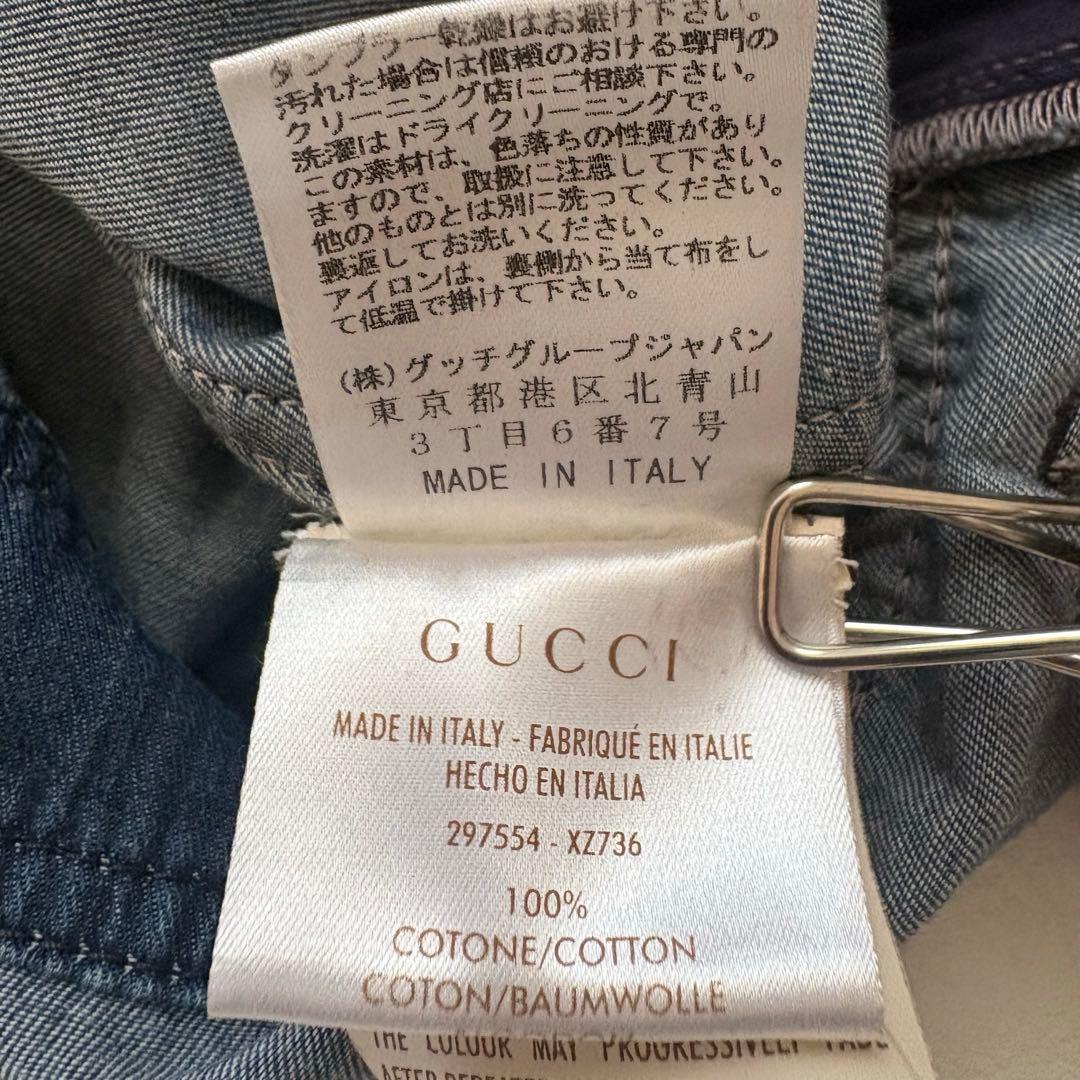 タンブラー乾燥はお避け下さい。
汚れた場合は信頼のおける専門の
クリーニング店にご相談下さい。
洗濯はドライクリーニングで。
この素材は、色落ちの性質があり
ますので、取扱に注意して下さい。
他のものとは別に洗ってください。
裏返してお洗いください。
アイロンは、裏側から当て布をし
て低温で掛けて下さい。
(株)グッチグループジャパン
東京都港区北青山
3丁目6番7号
MADE IN ITALY
GUCCI
MADE IN ITALY - FABRIQUÉ EN ITALIE
HECHO EN ITALIA
297554 - XZ736
100%
COTONE/COTTON
COTON/BAUMWOLLE
THE COLOUR MAY PROGRESSIVELY FADE
AFTER